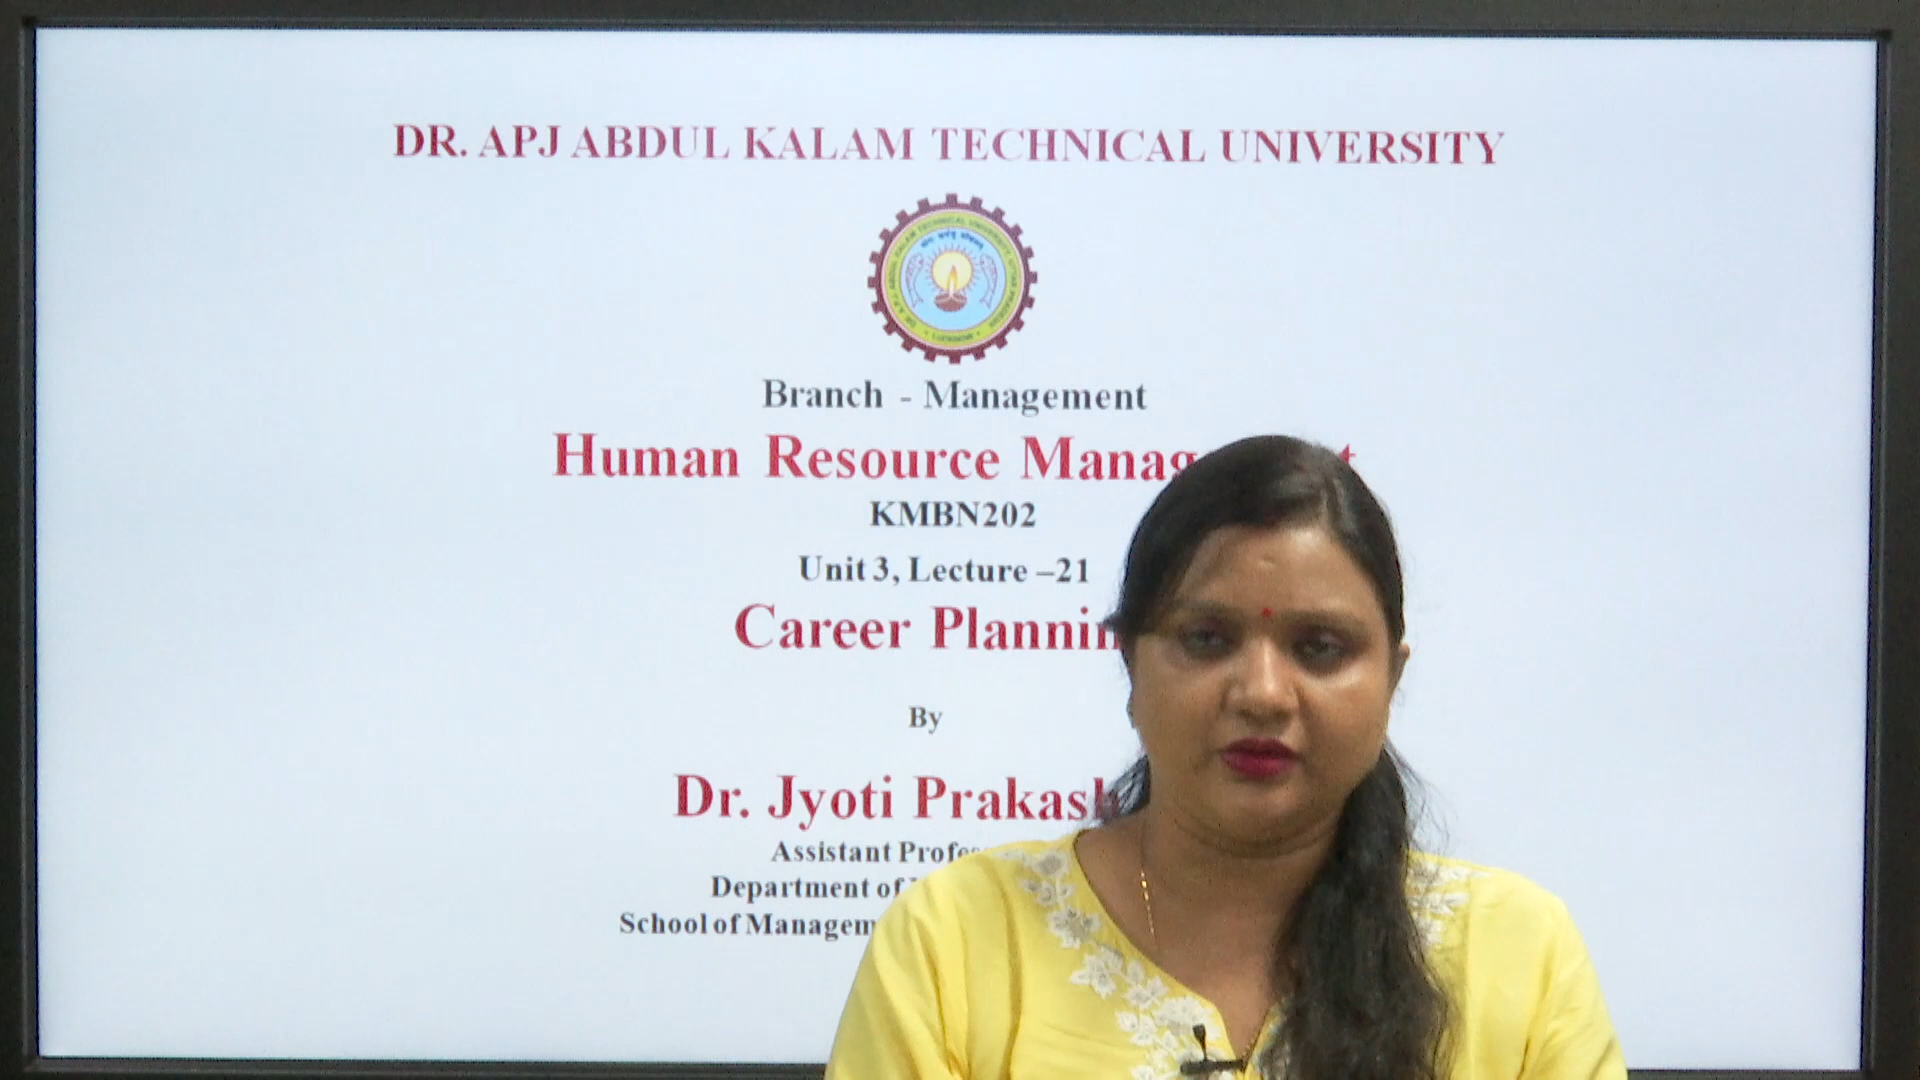 DR. APJ ABDUL KALAM TECHNICAL UNIVERSITY
Branch - Management
Human Resource Manag t
KMBN202
Unit 3, Lecture –21
Career Plannin
By
Dr. Jyoti Prakash
Assistant Profes
Department of
School of Managem